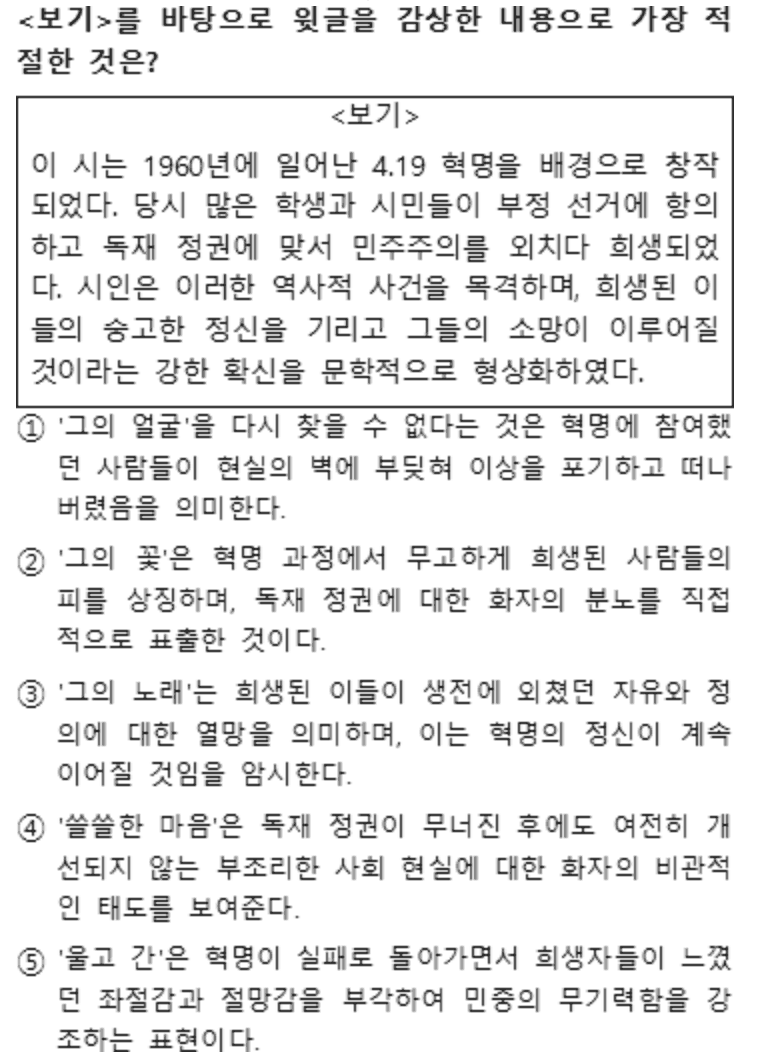 <보기>를 바탕으로 윗글을 감상한 내용으로 가장 적
절한 것은?
<보기>
이 시는 1960년에 일어난 4.19 혁명을 배경으로 창작
되었다. 당시 많은 학생과 시민들이 부정 선거에 항의
하고 독재 정권에 맞서 민주주의를 외치다 희생되었
다. 시인은 이러한 역사적 사건을 목격하며, 희생된 이
들의 숭고한 정신을 기리고 그들의 소망이 이루어질
것이라는 강한 확신을 문학적으로 형상화하였다.
① '그의 얼굴'을 다시 찾을 수 없다는 것은 혁명에 참여했
던 사람들이 현실의 벽에 부딪혀 이상을 포기하고 떠나
버렸음을 의미한다.
② '그의 꽃'은 혁명 과정에서 무고하게 희생된 사람들의
피를 상징하며, 독재 정권에 대한 화자의 분노를 직접
적으로 표출한 것이다.
③ '그의 노래'는 희생된 이들이 생전에 외쳤던 자유와 정
의에 대한 열망을 의미하며, 이는 혁명의 정신이 계속
이어질 것임을 암시한다.
④ '쓸쓸한 마음'은 독재 정권이 무너진 후에도 여전히 개
선되지 않는 부조리한 사회 현실에 대한 화자의 비관적
인 태도를 보여준다.
⑤ '울고 간'은 혁명이 실패로 돌아가면서 희생자들이 느꼈
던 좌절감과 절망감을 부각하여 민중의 무기력함을 강
조하는 표현이다.